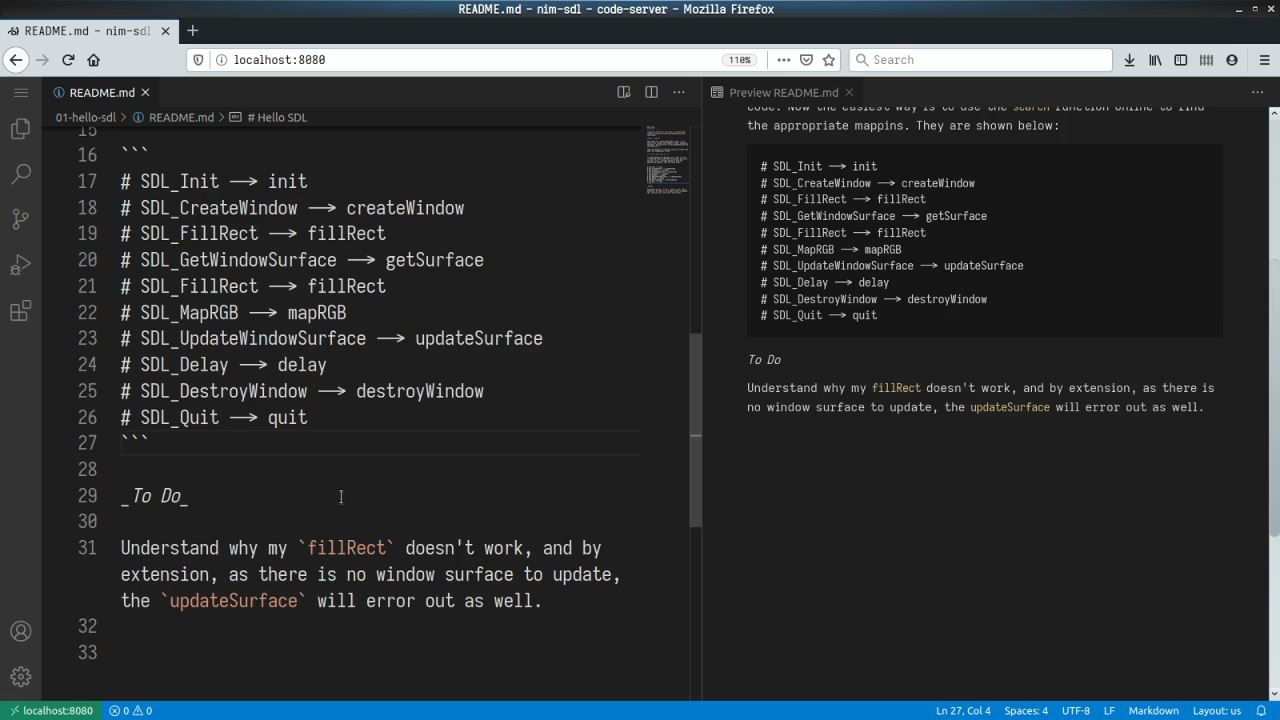 README.md - nim-sdl - code-server - Mozilla Firefox
README.md - nim-sdl
localhost:8080
110%
Search
README.md
01-hello-sdl
README.md
# Hello SDL
15
16 ```
17 # SDL_Init ⟶ init
18 # SDL_CreateWindow ⟶ createWindow
19 # SDL_FillRect ⟶ fillRect
20 # SDL_GetWindowSurface ⟶ getSurface
21 # SDL_FillRect ⟶ fillRect
22 # SDL_MapRGB ⟶ mapRGB
23 # SDL_UpdateWindowSurface ⟶ updateSurface
24 # SDL_Delay ⟶ delay
25 # SDL_DestroyWindow ⟶ destroyWindow
26 # SDL_Quit ⟶ quit
27 ```
28
29 _To Do_
30
31 Understand why my `fillRect` doesn't work, and by
extension, as there is no window surface to update,
the `updateSurface` will error out as well.
32
33
Preview README.md
code. Now the easiest way is to use the search function online to find
the appropriate mappins. They are shown below:
# SDL_Init ⟶ init
# SDL_CreateWindow ⟶ createWindow
# SDL_FillRect ⟶ fillRect
# SDL_GetWindowSurface ⟶ getSurface
# SDL_FillRect ⟶ fillRect
# SDL_MapRGB ⟶ mapRGB
# SDL_UpdateWindowSurface ⟶ updateSurface
# SDL_Delay ⟶ delay
# SDL_DestroyWindow ⟶ destroyWindow
# SDL_Quit ⟶ quit
To Do
Understand why my fillRect doesn't work, and by extension, as there is
no window surface to update, the updateSurface will error out as well.
localhost:8080
0
0
Ln 27, Col 4
Spaces: 4
UTF-8
LF
Markdown
Layout: us